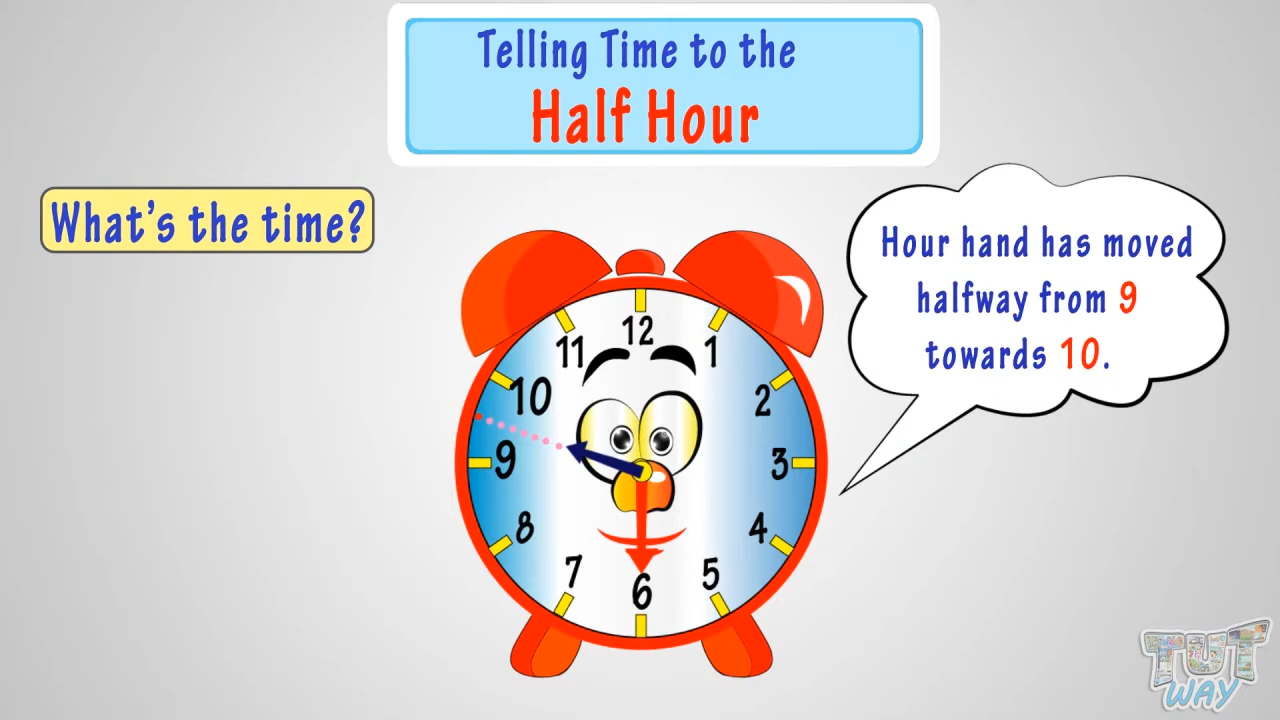 Telling Time to the
Half Hour
What's the time?
Hour hand has moved
halfway from 9
towards 10.
12
11
1
10
2
9
3
8
4
7
5
6
TUT
WAY